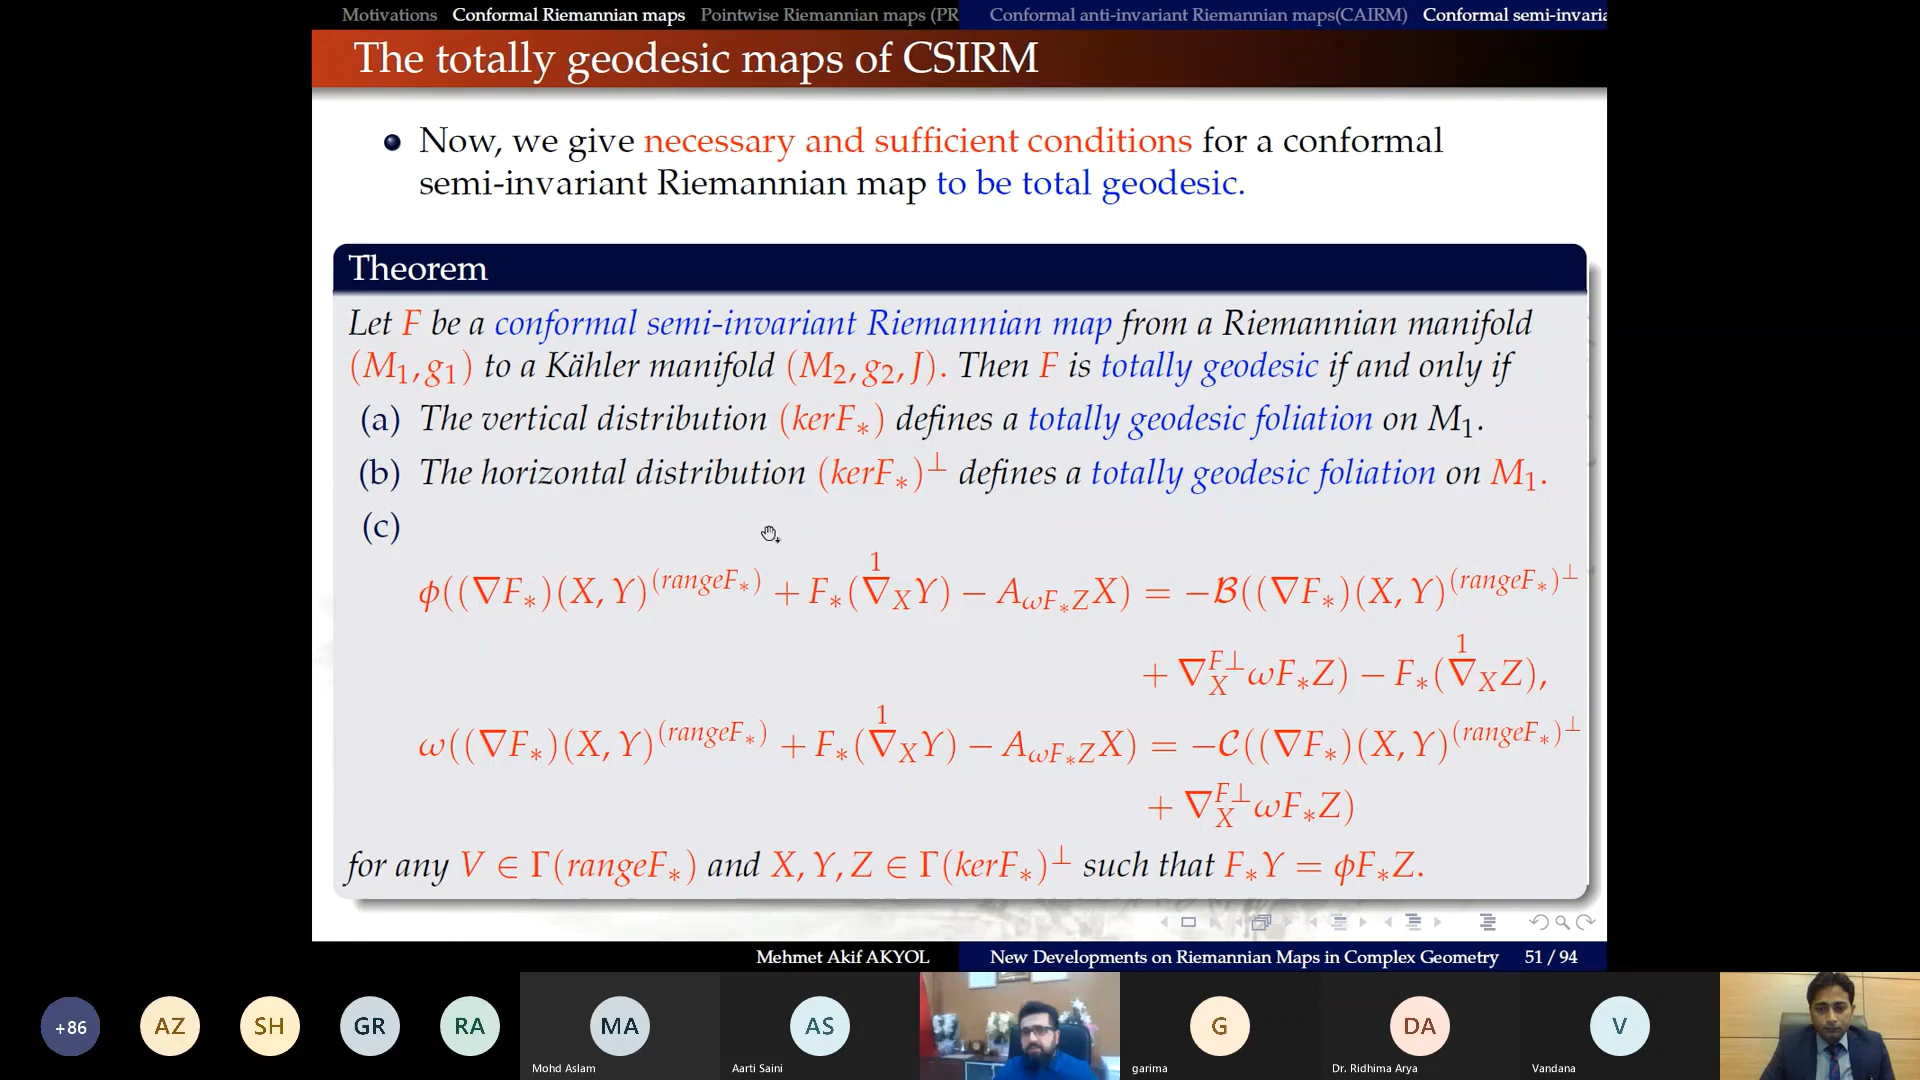 Motivations Conformal Riemannian maps Pointwise Riemannian maps (PR Conformal anti-invariant Riemannian maps(CAIRM) Conformal semi-invaria
The totally geodesic maps of CSIRM
Now, we give necessary and sufficient conditions for a conformal
semi-invariant Riemannian map to be total geodesic.
Theorem
Let F be a conformal semi-invariant Riemannian map from a Riemannian manifold
(M₁, g₁) to a Kähler manifold (M₂, g₂, J). Then F is totally geodesic if and only if
(a) The vertical distribution (kerF∗) defines a totally geodesic foliation on M₁.
(b) The horizontal distribution (kerF∗)^⊥ defines a totally geodesic foliation on M₁.
(c)
ϕ((∇F∗)(X, Y)^(rangeF∗) + F∗(∇¹_X Y) − A_{ωF∗Z}X) = −ℬ((∇F∗)(X, Y)^(rangeF∗)^⊥
+ ∇_X^{F⊥} ωF∗Z) − F∗(∇¹_X Z),
ω((∇F∗)(X, Y)^(rangeF∗) + F∗(∇¹_X Y) − A_{ωF∗Z}X) = −𝒞((∇F∗)(X, Y)^(rangeF∗)^⊥
+ ∇_X^{F⊥} ωF∗Z)
for any V ∈ Γ(rangeF∗) and X, Y, Z ∈ Γ(kerF∗)^⊥ such that F∗Y = ϕF∗Z.
Mehmet Akif AKYOL New Developments on Riemannian Maps in Complex Geometry 51 / 94
+86 AZ SH GR RA MA AS G DA V
Mohd Aslam Aarti Saini garima Dr. Ridhima Arya Vandana